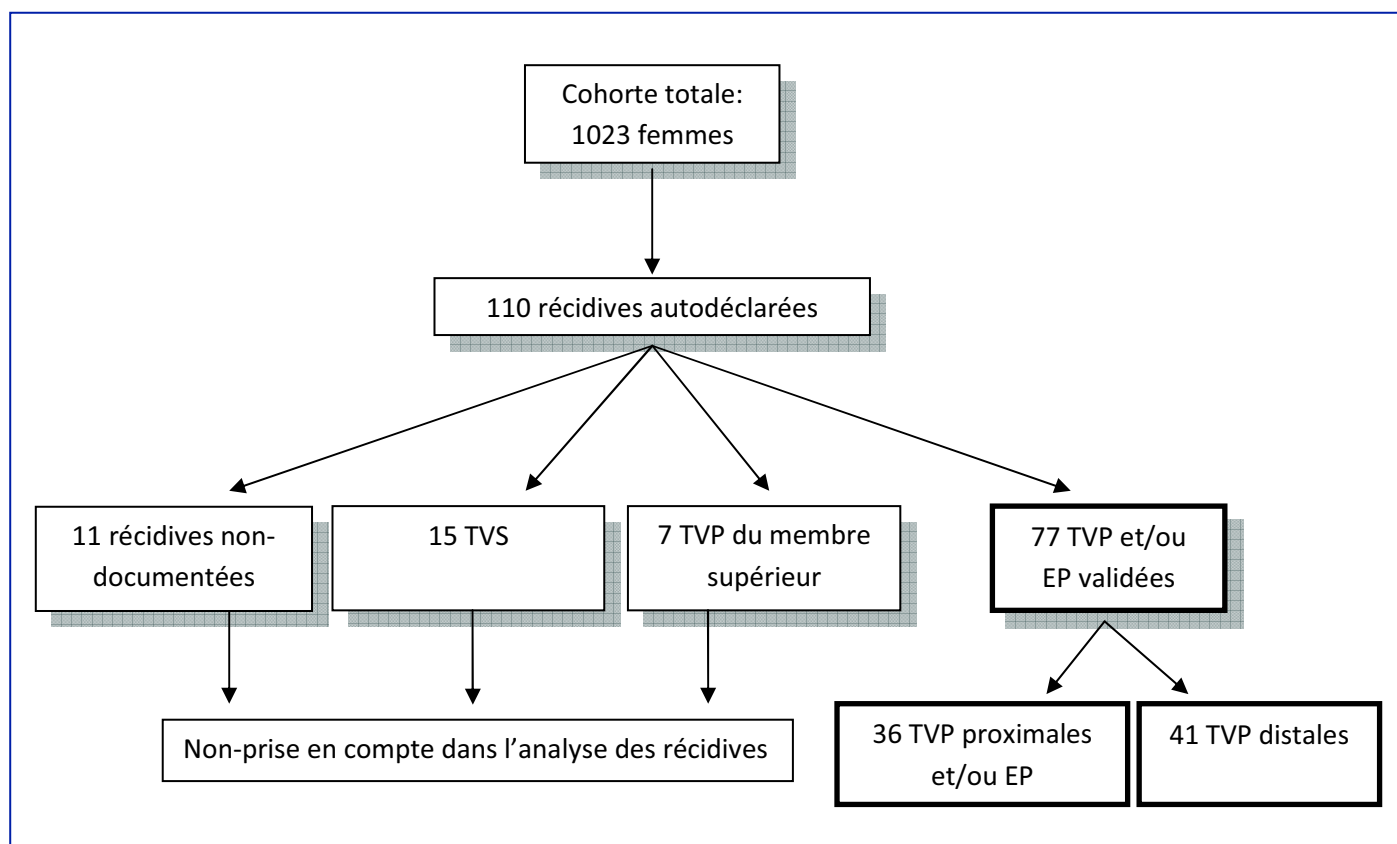 Cohorte totale:
1023 femmes
110 récidives autodéclarées
11 récidives non-
documentées
15 TVS
7 TVP du membre
supérieur
77 TVP et/ou
EP validées
Non-prise en compte dans l’analyse des récidives
36 TVP proximales
et/ou EP
41 TVP distales